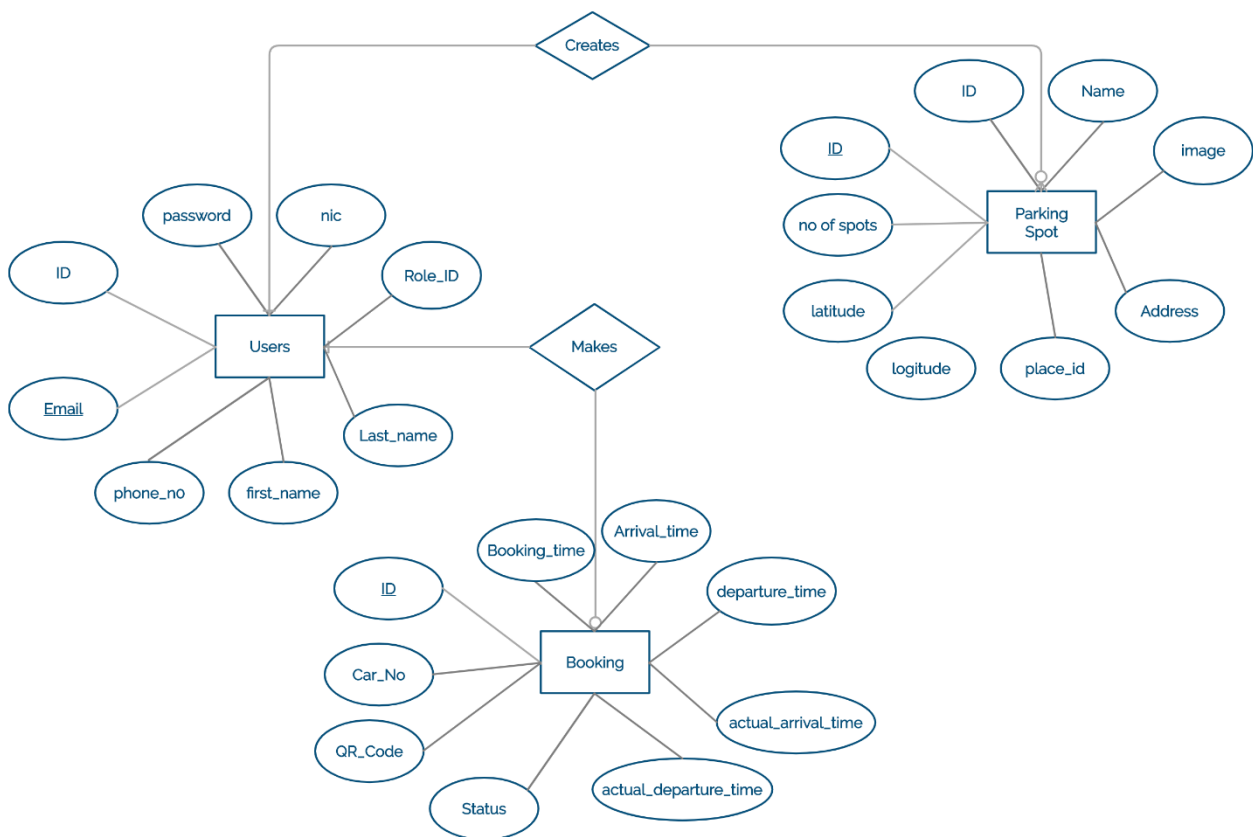 Creates
ID
Name
ID
image
password
nic
no of spots
Parking
Spot
ID
Role_ID
latitude
Address
Users
Makes
logitude
place_id
Email
Last_name
phone_n0
first_name
Booking_time
Arrival_time
ID
departure_time
Car_No
Booking
QR_Code
actual_arrival_time
Status
actual_departure_time